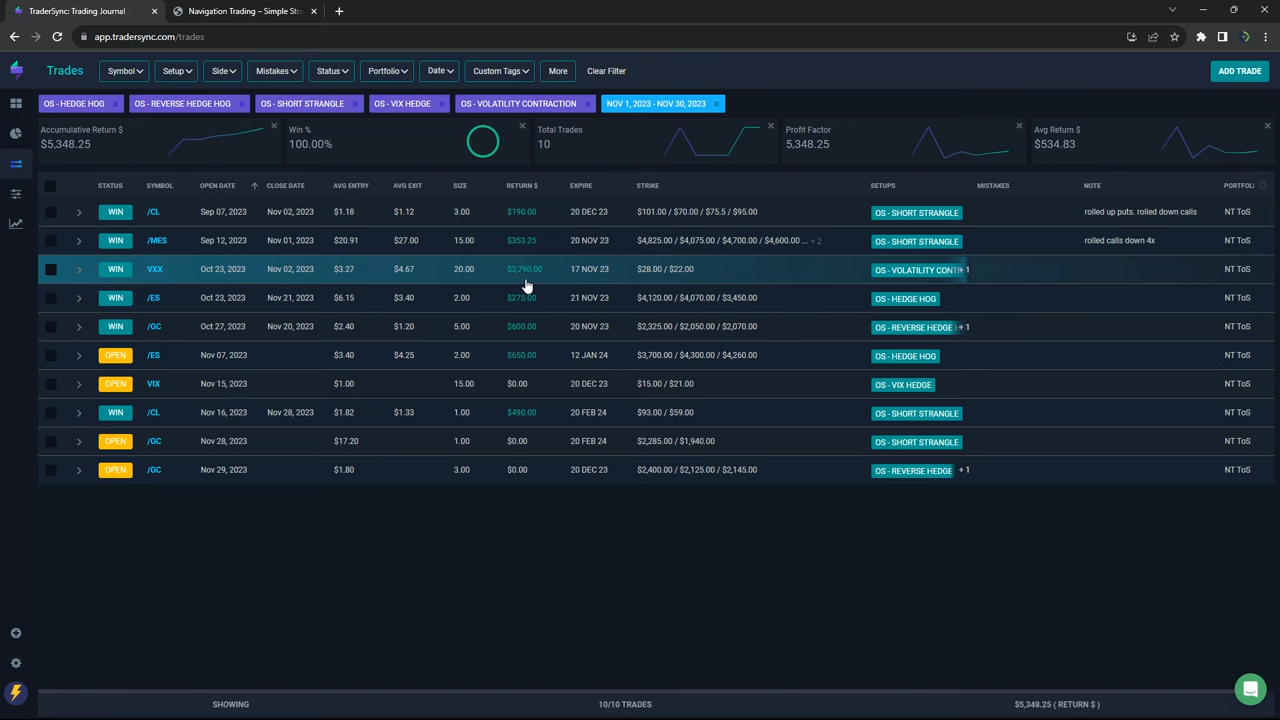 TraderSync: Trading Journal
Navigation Trading – Simple Stra
app.tradersync.com/trades
Trades Symbol Setup Side Mistakes Status Portfolio Date Custom Tags More Clear Filter ADD TRADE
OS - HEDGE HOG OS - REVERSE HEDGE HOG OS - SHORT STRANGLE OS - VIX HEDGE OS - VOLATILITY CONTRACTION NOV 1, 2023 - NOV 30, 2023
Accumulative Return $ Win % Total Trades Profit Factor Avg Return $
$5,348.25 100.00% 10 5,348.25 $534.83
STATUS SYMBOL OPEN DATE CLOSE DATE AVG ENTRY AVG EXIT SIZE RETURN $ EXPIRE STRIKE SETUPS MISTAKES NOTE PORTFOLI
WIN /CL Sep 07, 2023 Nov 02, 2023 $1.18 $1.12 3.00 $190.00 20 DEC 23 $101.00 / $70.00 / $75.5 / $95.00 OS - SHORT STRANGLE rolled up puts. rolled down calls NT ToS
WIN /MES Sep 12, 2023 Nov 01, 2023 $20.91 $27.00 15.00 $353.25 20 NOV 23 $4,825.00 / $4,075.00 / $4,700.00 / $4,600.00 ... + 2 OS - SHORT STRANGLE rolled calls down 4x NT ToS
WIN VXX Oct 23, 2023 Nov 02, 2023 $3.27 $4.67 20.00 $2,790.00 17 NOV 23 $28.00 / $22.00 OS - VOLATILITY CONT + 1 NT ToS
WIN /ES Oct 23, 2023 Nov 21, 2023 $6.15 $3.40 2.00 $275.00 21 NOV 23 $4,120.00 / $4,070.00 / $3,450.00 OS - HEDGE HOG NT ToS
WIN /GC Oct 27, 2023 Nov 20, 2023 $2.40 $1.20 5.00 $600.00 20 NOV 23 $2,325.00 / $2,050.00 / $2,070.00 OS - REVERSE HEDGE + 1 NT ToS
OPEN /ES Nov 07, 2023 $3.40 $4.25 2.00 $650.00 12 JAN 24 $3,700.00 / $4,300.00 / $4,260.00 OS - HEDGE HOG NT ToS
OPEN VIX Nov 15, 2023 $1.00 15.00 $0.00 20 DEC 23 $15.00 / $21.00 OS - VIX HEDGE NT ToS
WIN /CL Nov 16, 2023 Nov 28, 2023 $1.82 $1.33 1.00 $490.00 20 FEB 24 $93.00 / $59.00 OS - SHORT STRANGLE NT ToS
OPEN /GC Nov 28, 2023 $17.20 1.00 $0.00 20 FEB 24 $2,285.00 / $1,940.00 OS - SHORT STRANGLE NT ToS
OPEN /GC Nov 29, 2023 $1.80 3.00 $0.00 20 DEC 23 $2,400.00 / $2,125.00 / $2,145.00 OS - REVERSE HEDGE + 1 NT ToS
SHOWING 10/10 TRADES $5,348.25 ( RETURN $ )